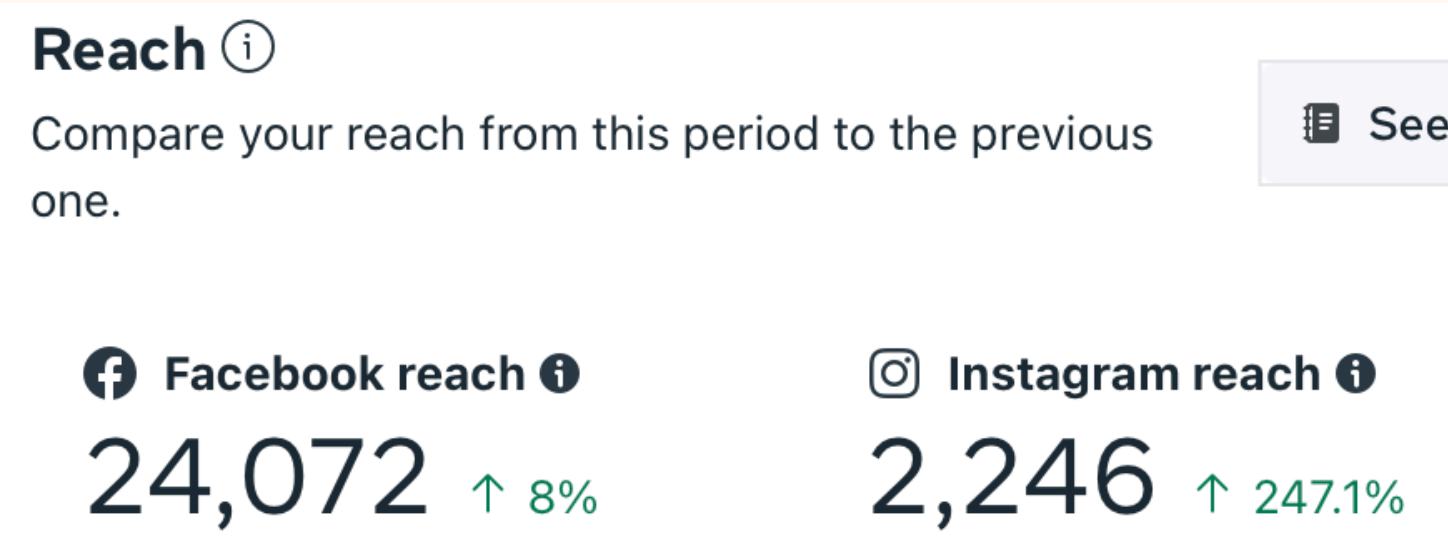 Reach
Compare your reach from this period to the previous
one.
See
Facebook reach
Instagram reach
24,072 ↑ 8%
2,246 ↑ 247.1%